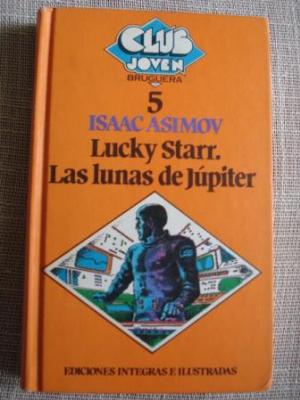 CLUB
JOVEN
BRUGUERA
5
ISAAC ASIMOV
Lucky Starr.
Las lunas de Júpiter
EDICIONES INTEGRAS E ILUSTRADAS